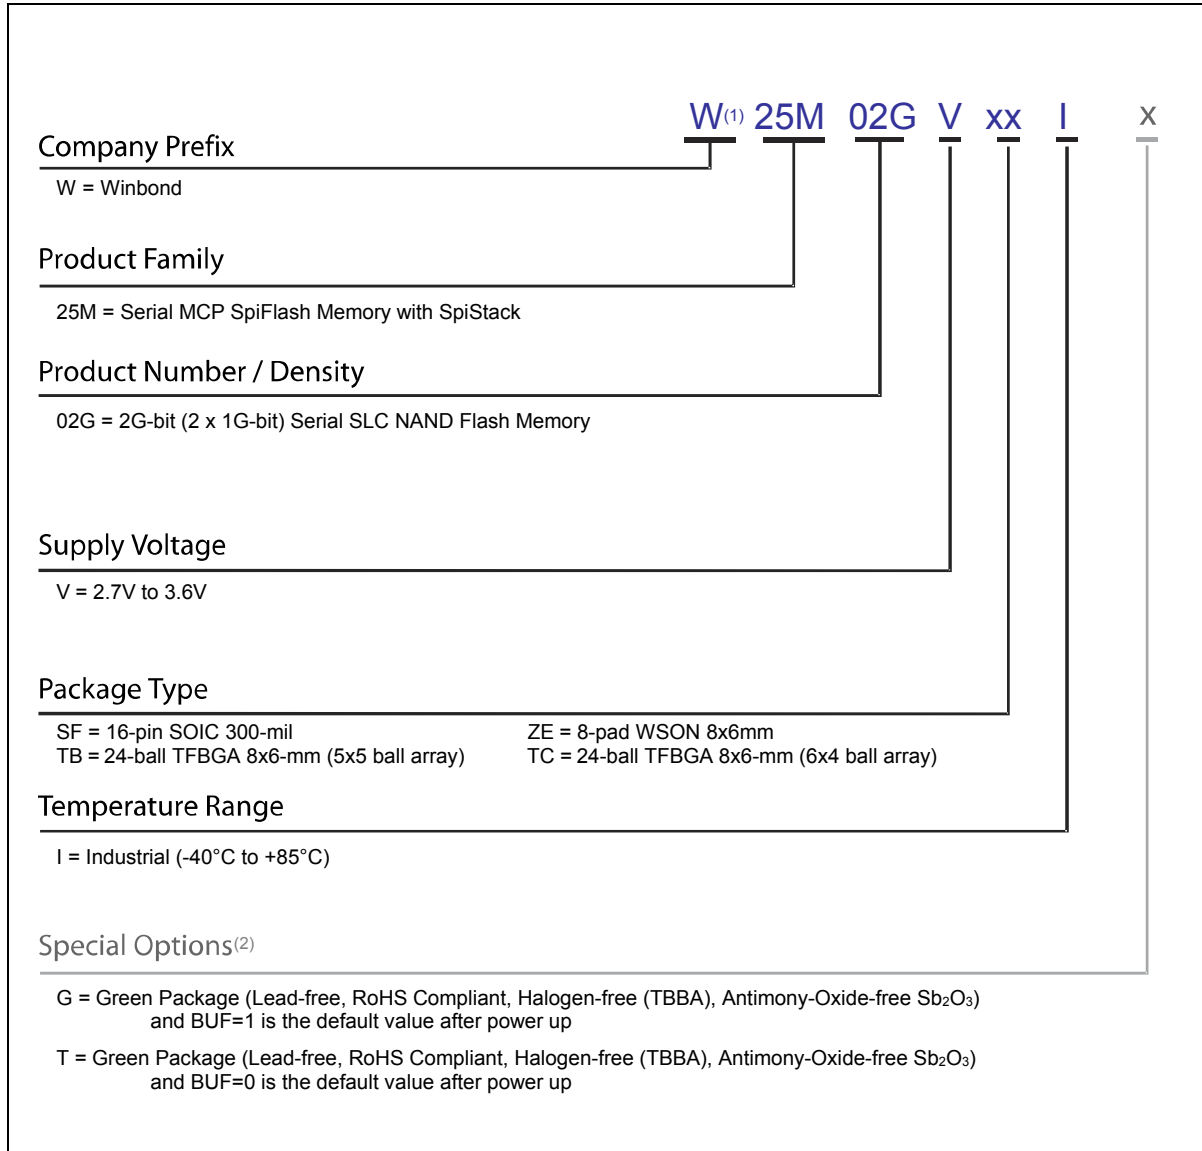 W(1) 25M 02G V xx I x
Company Prefix
W = Winbond
Product Family
25M = Serial MCP SpiFlash Memory with SpiStack
Product Number / Density
02G = 2G-bit (2 x 1G-bit) Serial SLC NAND Flash Memory
Supply Voltage
V = 2.7V to 3.6V
Package Type
SF = 16-pin SOIC 300-mil ZE = 8-pad WSON 8x6mm
TB = 24-ball TFBGA 8x6-mm (5x5 ball array) TC = 24-ball TFBGA 8x6-mm (6x4 ball array)
Temperature Range
I = Industrial (-40°C to +85°C)
Special Options(2)
G = Green Package (Lead-free, RoHS Compliant, Halogen-free (TBBA), Antimony-Oxide-free Sb₂O₃)
and BUF=1 is the default value after power up
T = Green Package (Lead-free, RoHS Compliant, Halogen-free (TBBA), Antimony-Oxide-free Sb₂O₃)
and BUF=0 is the default value after power up